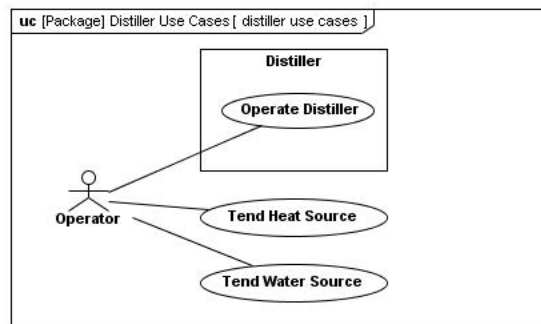 uc [Package] Distiller Use Cases [ distiller use cases ]
Distiller
Operate Distiller
Operator
Tend Heat Source
Tend Water Source